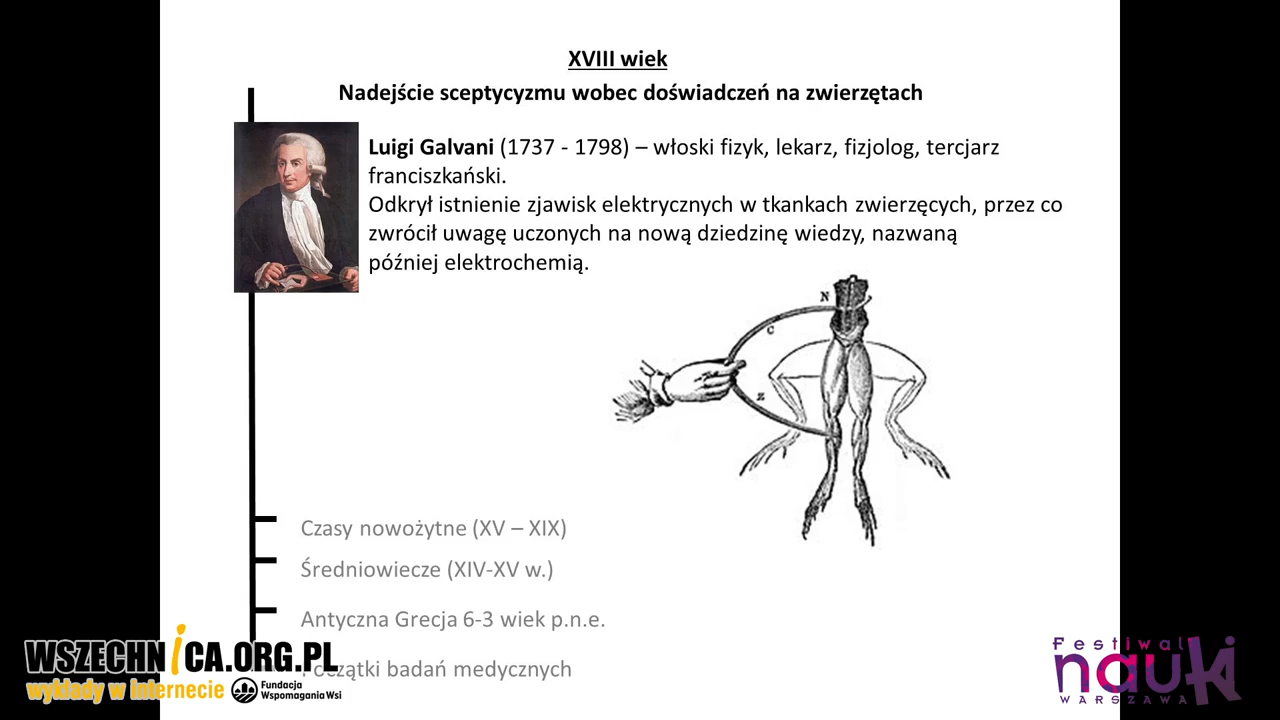 XVIII wiek
Nadejście sceptycyzmu wobec doświadczeń na zwierzętach
Luigi Galvani (1737 - 1798) – włoski fizyk, lekarz, fizjolog, tercjarz
franciszkański.
Odkrył istnienie zjawisk elektrycznych w tkankach zwierzęcych, przez co
zwrócił uwagę uczonych na nową dziedzinę wiedzy, nazwaną
później elektrochemią.
N
C
Z
Czasy nowożytne (XV – XIX)
Średniowiecze (XIV-XV w.)
Antyczna Grecja 6-3 wiek p.n.e.
Początki badań medycznych
WSZECHNiCA.ORG.PL
wykłady w internecie
Fundacja
Wspomagania Wsi
Festiwal
nauki
WARSZAWA